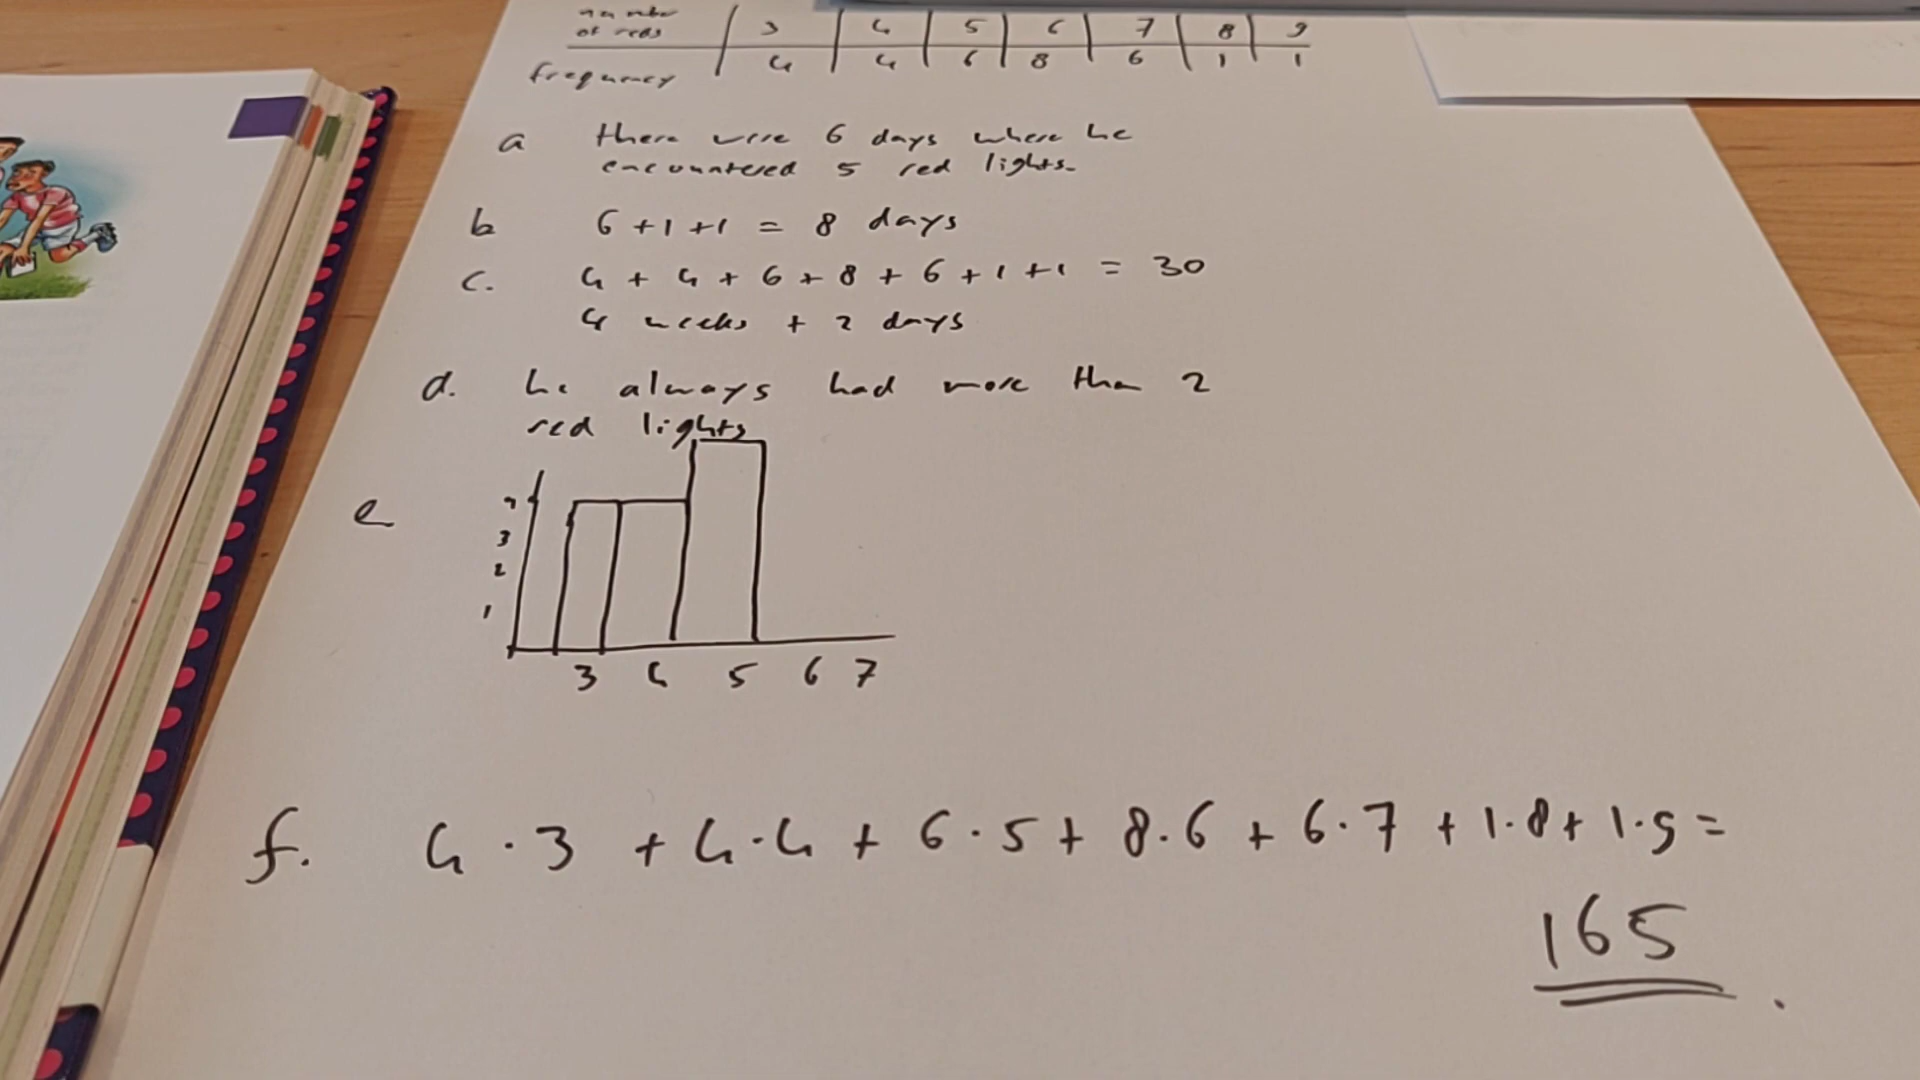 number
of reds | 3 | 4 | 5 | 6 | 7 | 8 | 9
frequency | 4 | 4 | 6 | 8 | 6 | 1 | 1
a there were 6 days where he
encountered 5 red lights.
b 6 + 1 + 1 = 8 days
c. 4 + 4 + 6 + 8 + 6 + 1 + 1 = 30
4 weeks + 2 days
d. he always had more than 2
red lights
e
4
3
2
1
3 4 5 6 7
f. 4 · 3 + 4 · 4 + 6 · 5 + 8 · 6 + 6 · 7 + 1 · 8 + 1 · 9 =
165